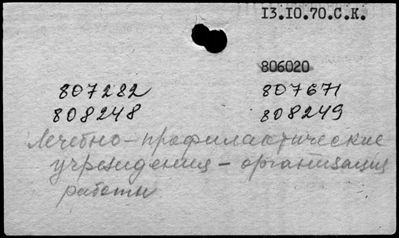 13.10.70.С.К.
806020
807282 807671
808248 808249
Лечебно-профилактические
учреждения - организация
работы